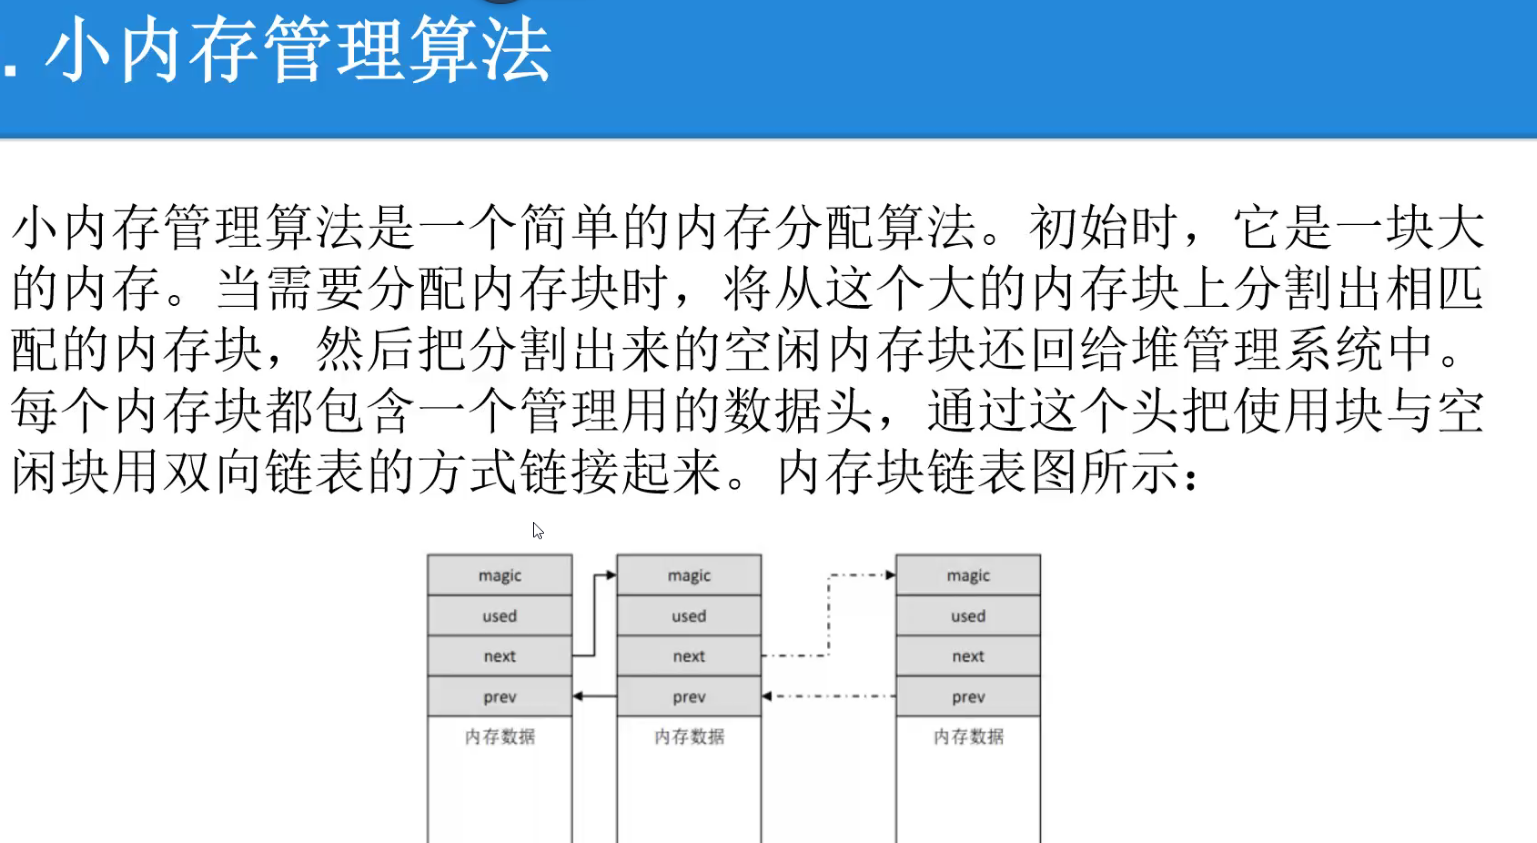 . 小内存管理算法
小内存管理算法是一个简单的内存分配算法。初始时，它是一块大
的内存。当需要分配内存块时，将从这个大的内存块上分割出相匹
配的内存块，然后把分割出来的空闲内存块还回给堆管理系统中。
每个内存块都包含一个管理用的数据头，通过这个头把使用块与空
闲块用双向链表的方式链接起来。内存块链表图所示：
magic magic magic
used used used
next next next
prev prev prev
内存数据 内存数据 内存数据